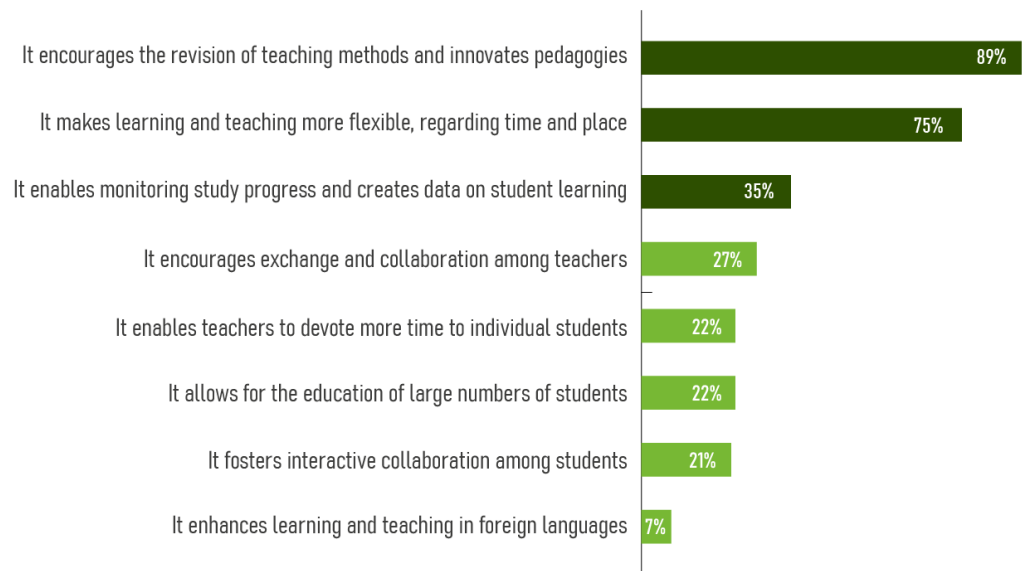 It encourages the revision of teaching methods and innovates pedagogies 89%
It makes learning and teaching more flexible, regarding time and place 75%
It enables monitoring study progress and creates data on student learning 35%
It encourages exchange and collaboration among teachers 27%
It enables teachers to devote more time to individual students 22%
It allows for the education of large numbers of students 22%
It fosters interactive collaboration among students 21%
It enhances learning and teaching in foreign languages 7%